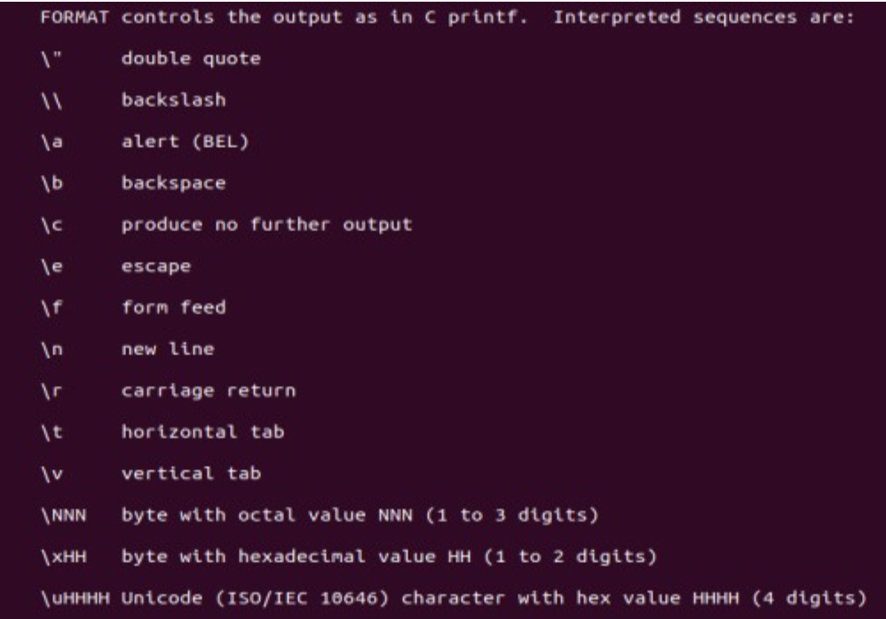 FORMAT controls the output as in C printf.  Interpreted sequences are:
\"     double quote
\\     backslash
\a     alert (BEL)
\b     backspace
\c     produce no further output
\e     escape
\f     form feed
\n     new line
\r     carriage return
\t     horizontal tab
\v     vertical tab
\NNN   byte with octal value NNN (1 to 3 digits)
\xHH   byte with hexadecimal value HH (1 to 2 digits)
\uHHHH Unicode (ISO/IEC 10646) character with hex value HHHH (4 digits)